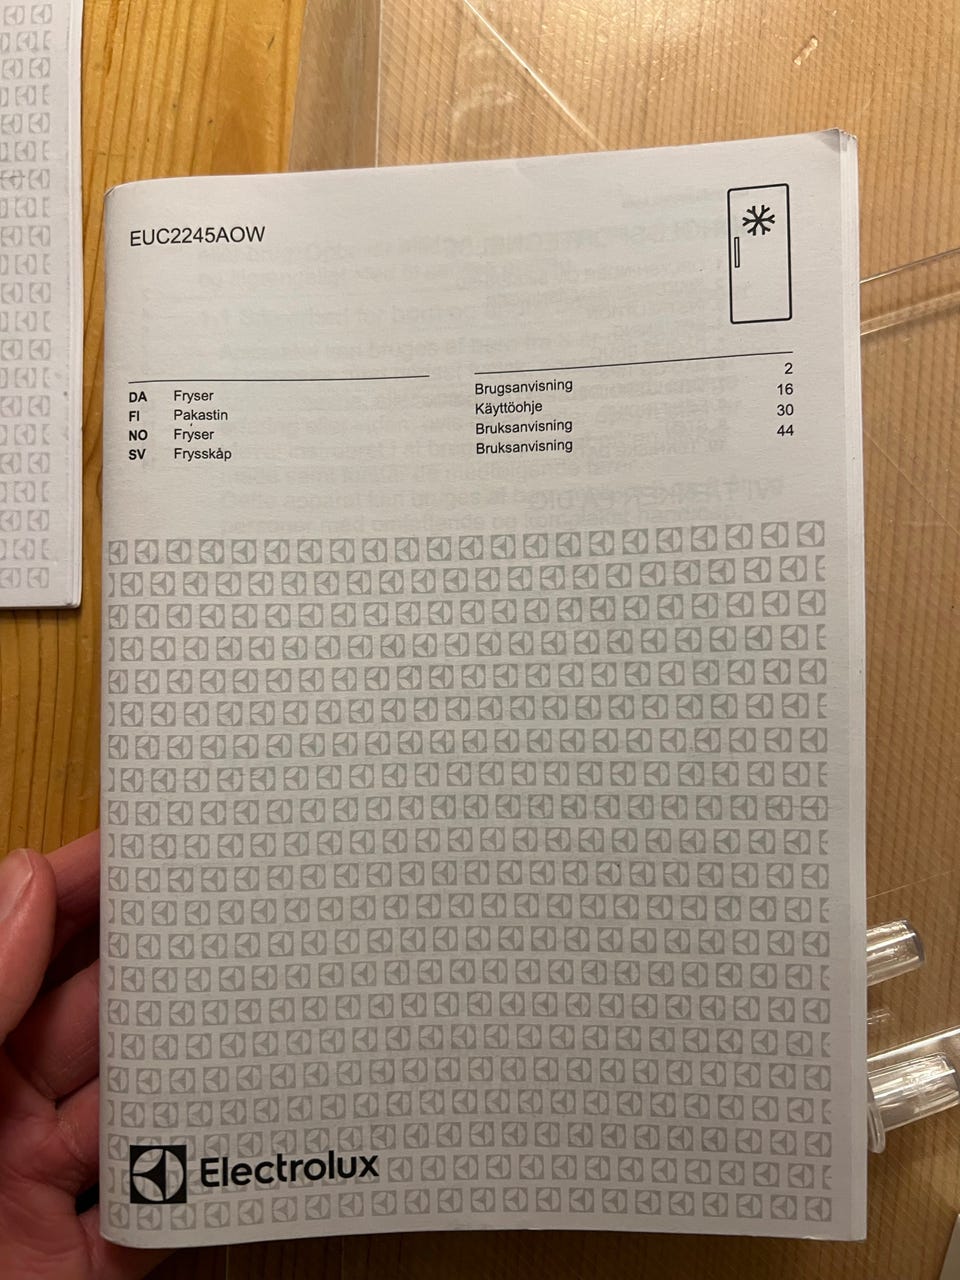 EUC2245AOW
DA Fryser Brugsanvisning 2
FI Pakastin Käyttöohje 16
NO Fryser Bruksanvisning 30
SV Frysskåp Bruksanvisning 44
Electrolux